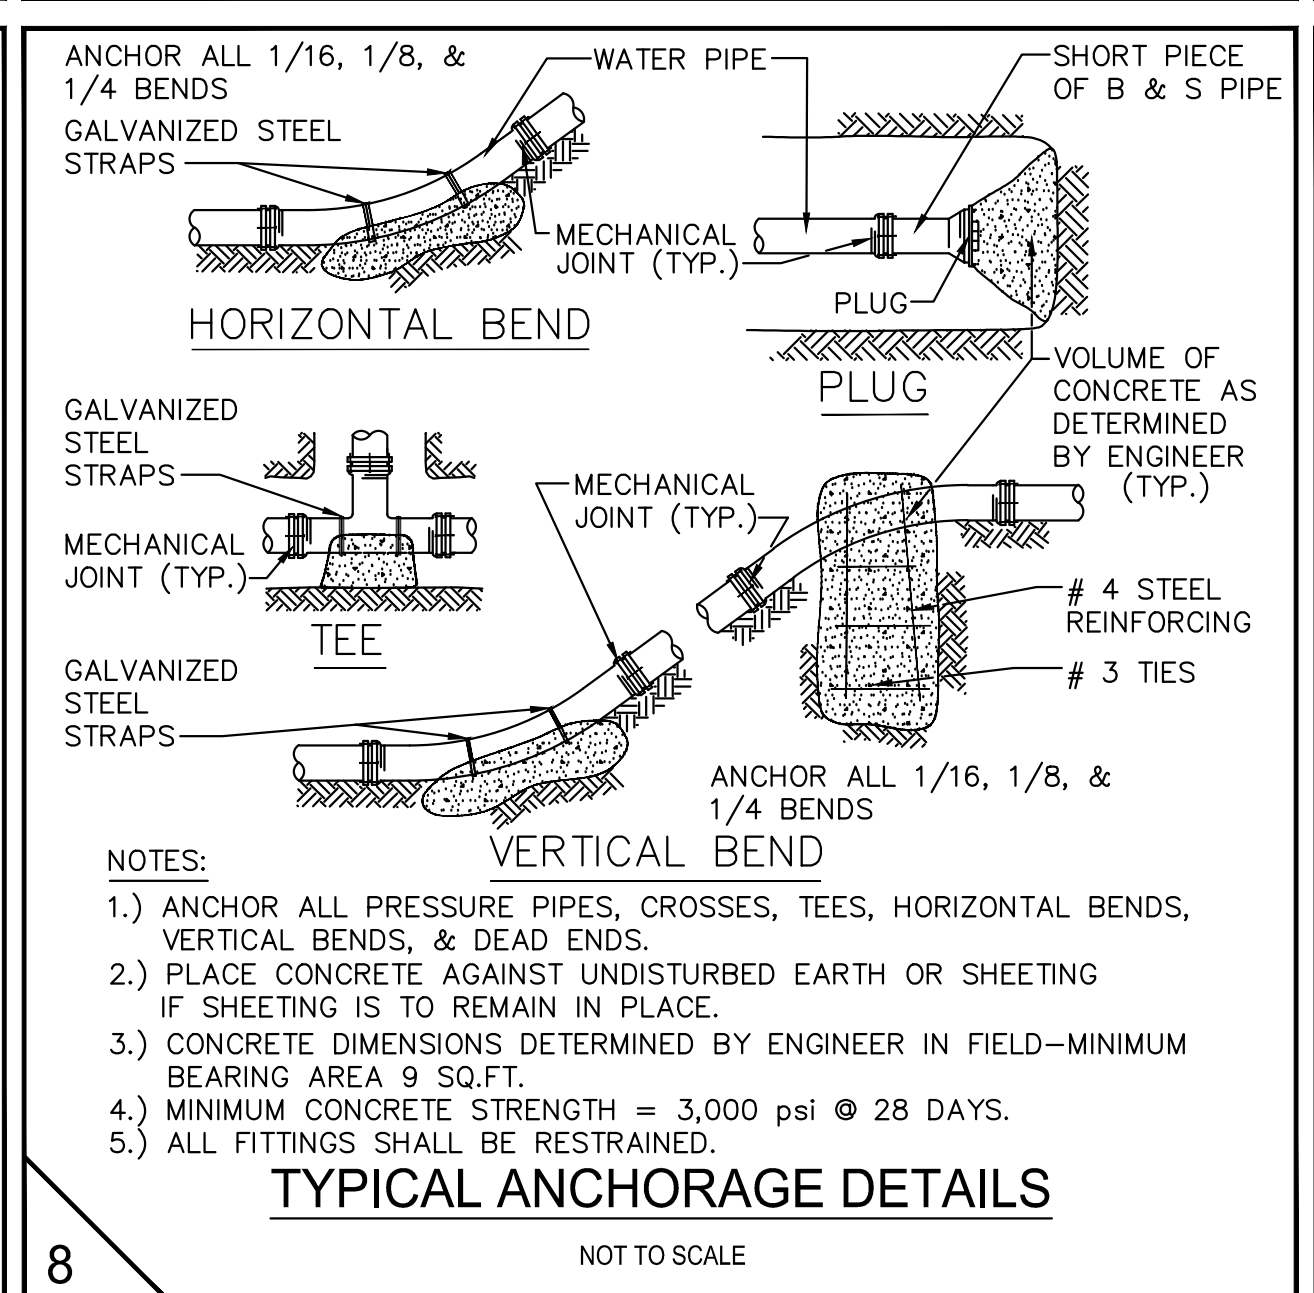 ANCHOR ALL 1/16, 1/8, &
1/4 BENDS
GALVANIZED STEEL
STRAPS
WATER PIPE
SHORT PIECE
OF B & S PIPE
MECHANICAL
JOINT (TYP.)
PLUG
HORIZONTAL BEND
PLUG
VOLUME OF
CONCRETE AS
DETERMINED
BY ENGINEER
(TYP.)
GALVANIZED
STEEL
STRAPS
MECHANICAL
JOINT (TYP.)
TEE
MECHANICAL
JOINT (TYP.)
# 4 STEEL
REINFORCING
# 3 TIES
GALVANIZED
STEEL
STRAPS
ANCHOR ALL 1/16, 1/8, &
1/4 BENDS
VERTICAL BEND
NOTES:
1.) ANCHOR ALL PRESSURE PIPES, CROSSES, TEES, HORIZONTAL BENDS,
VERTICAL BENDS, & DEAD ENDS.
2.) PLACE CONCRETE AGAINST UNDISTURBED EARTH OR SHEETING
IF SHEETING IS TO REMAIN IN PLACE.
3.) CONCRETE DIMENSIONS DETERMINED BY ENGINEER IN FIELD-MINIMUM
BEARING AREA 9 SQ.FT.
4.) MINIMUM CONCRETE STRENGTH = 3,000 psi @ 28 DAYS.
5.) ALL FITTINGS SHALL BE RESTRAINED.
TYPICAL ANCHORAGE DETAILS
NOT TO SCALE
8